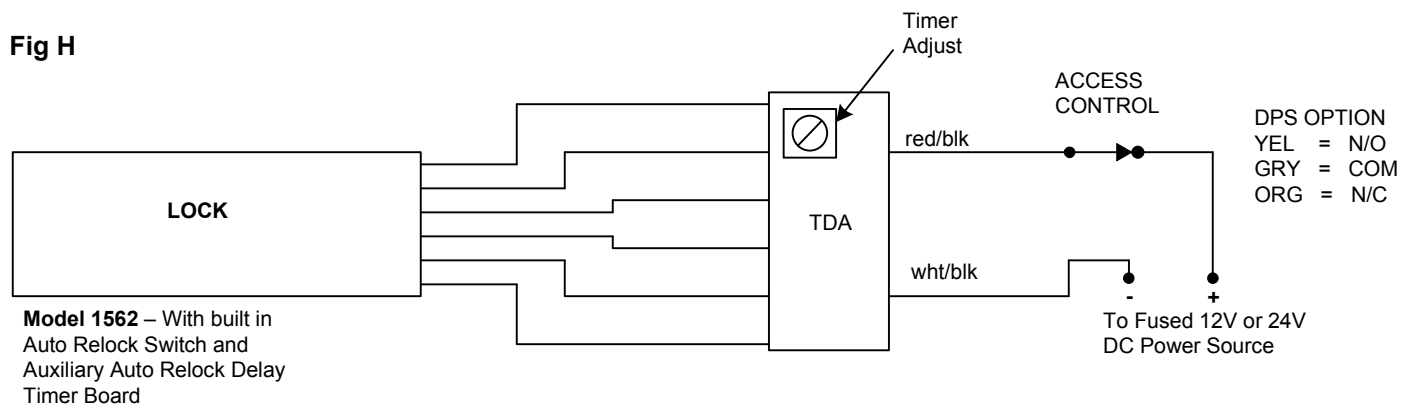 Fig H
Timer
Adjust
ACCESS
CONTROL
DPS OPTION
YEL = N/O
GRY = COM
ORG = N/C
red/blk
LOCK
TDA
wht/blk
- +
To Fused 12V or 24V
DC Power Source
Model 1562 – With built in
Auto Relock Switch and
Auxiliary Auto Relock Delay
Timer Board